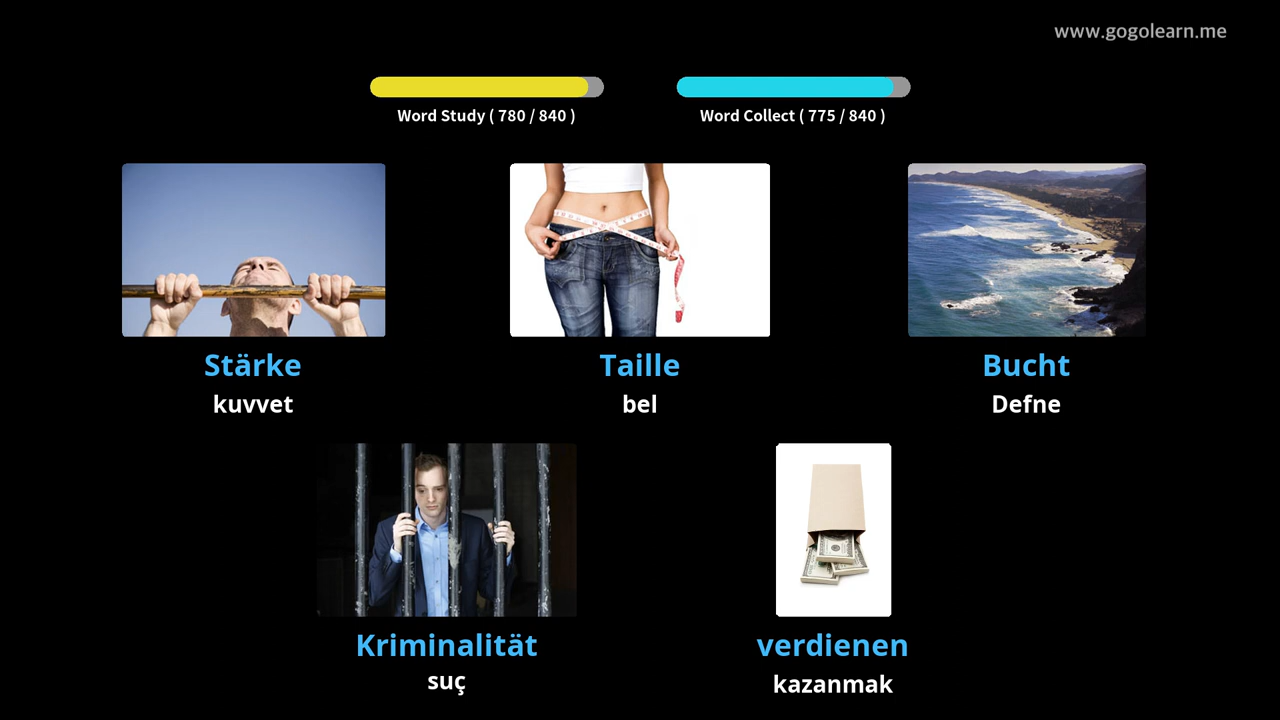 www.gogolearn.me
Word Study ( 780 / 840 )
Word Collect ( 775 / 840 )
Stärke
kuvvet
Taille
bel
Bucht
Defne
Kriminalität
suç
verdienen
kazanmak